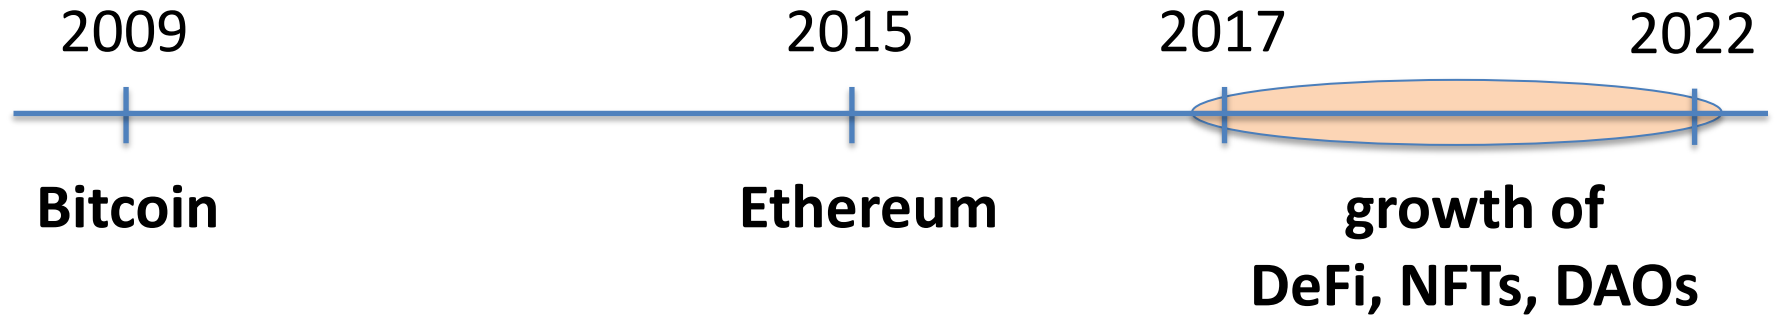 2009 2015 2017 2022
Bitcoin Ethereum growth of
DeFi, NFTs, DAOs